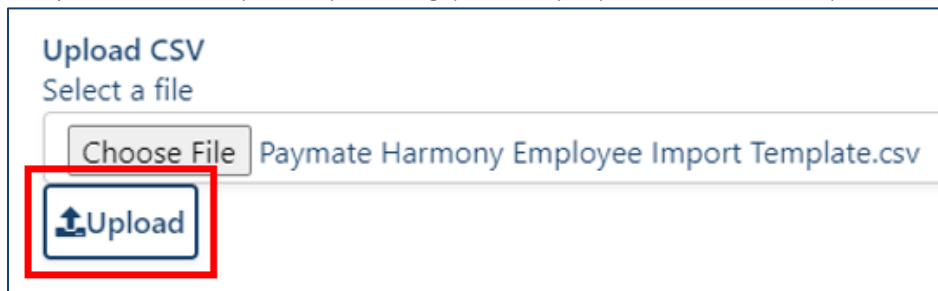 Upload CSV
Select a file
Choose File Paymate Harmony Employee Import Template.csv
Upload